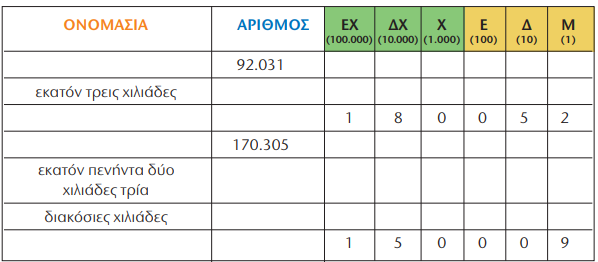 ΟΝΟΜΑΣΙΑ ΑΡΙΘΜΟΣ ΕΧ ΔΧ Χ Ε Δ Μ
(100.000) (10.000) (1.000) (100) (10) (1)
92.031
εκατόν τρεις χιλιάδες
1 8 0 0 5 2
170.305
εκατόν πενήντα δύο
χιλιάδες τρία
διακόσιες χιλιάδες
1 5 0 0 0 9